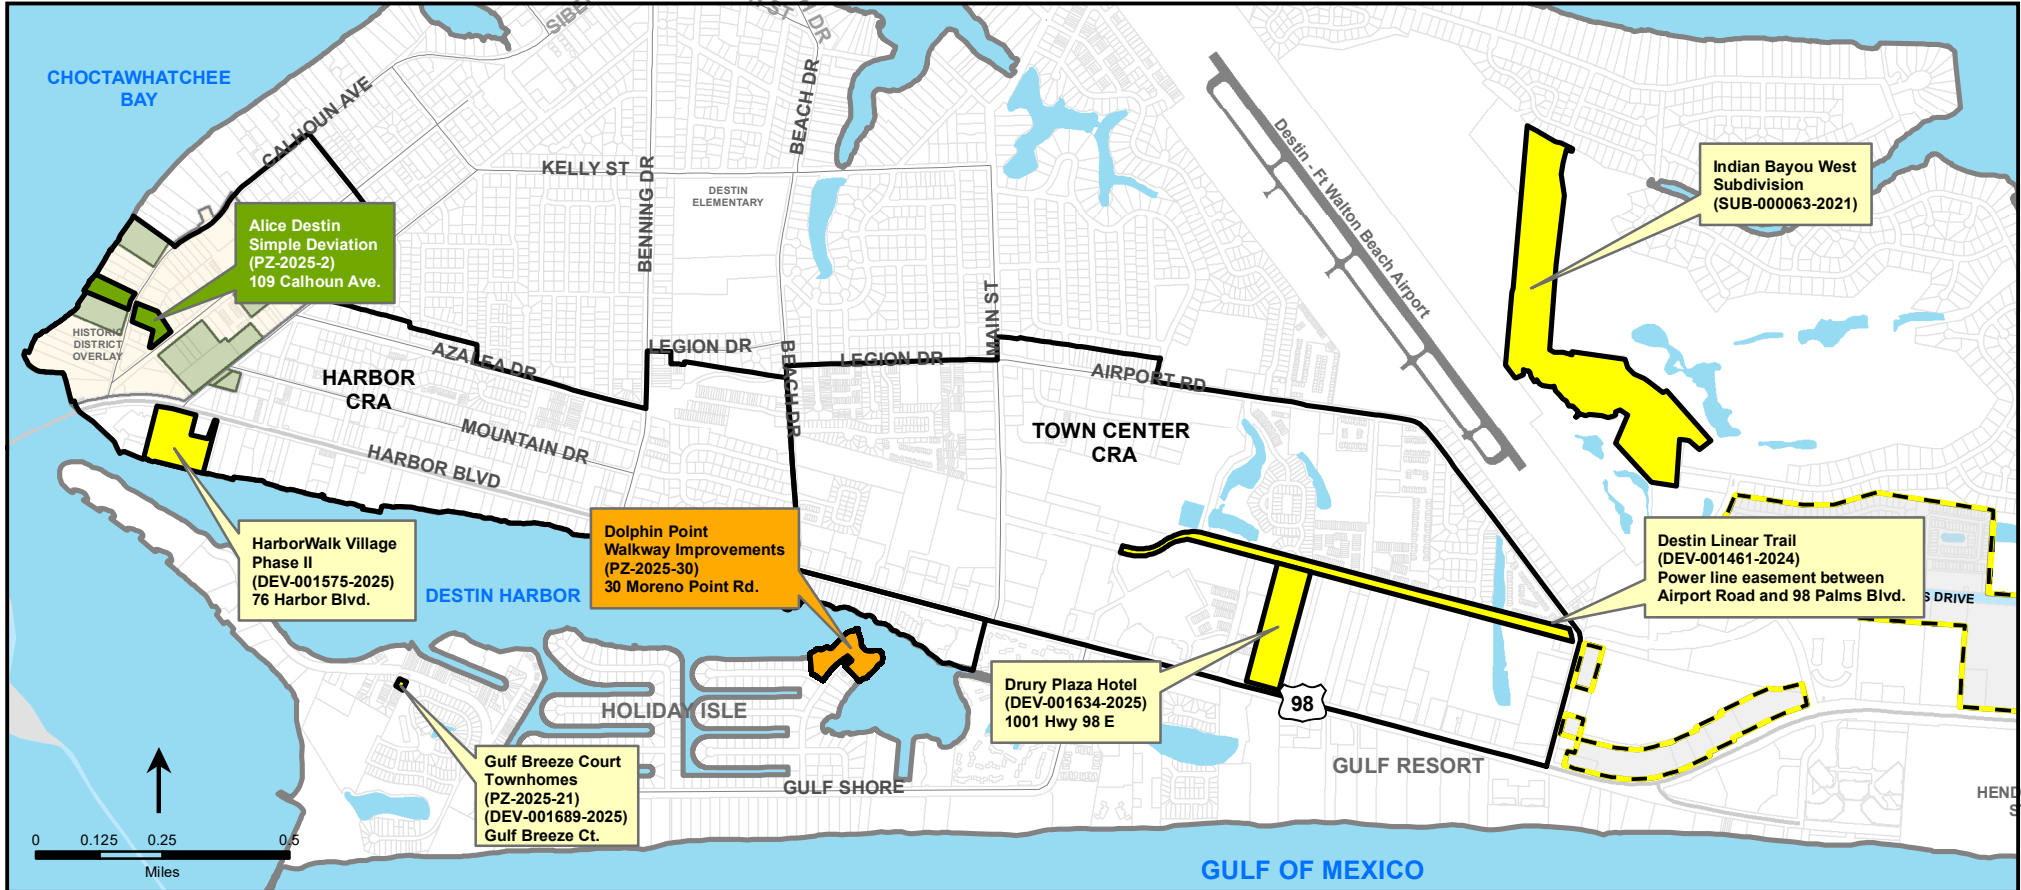 CHOCTAWHATCHEE
BAY
CALHOUN AVE
BEACH DR
KELLY ST
BENNING DR
DESTIN
ELEMENTARY
Destin - Ft Walton Beach Airport
Indian Bayou West
Subdivision
(SUB-000063-2021)
Alice Destin
Simple Deviation
(PZ-2025-2)
109 Calhoun Ave.
HISTORIC
DISTRICT
OVERLAY
MAIN ST
AZALEA DR
LEGION DR
BEACH DR
LEGION DR
AIRPORT RD
HARBOR
CRA
MOUNTAIN DR
HARBOR BLVD
TOWN CENTER
CRA
HarborWalk Village
Phase II
(DEV-001575-2025)
76 Harbor Blvd.
DESTIN HARBOR
Dolphin Point
Walkway Improvements
(PZ-2025-30)
30 Moreno Point Rd.
Destin Linear Trail
(DEV-001461-2024)
Power line easement between
Airport Road and 98 Palms Blvd.
S DRIVE
Drury Plaza Hotel
(DEV-001634-2025)
1001 Hwy 98 E
98
HOLIDAY ISLE
Gulf Breeze Court
Townhomes
(PZ-2025-21)
(DEV-001689-2025)
Gulf Breeze Ct.
GULF SHORE
GULF RESORT
HEND
S
0 0.125 0.25 0.5
Miles
GULF OF MEXICO